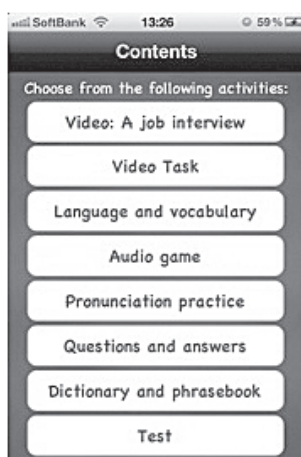 SoftBank 13:26 59%
Contents
Choose from the following activities:
Video: A job interview
Video Task
Language and vocabulary
Audio game
Pronunciation practice
Questions and answers
Dictionary and phrasebook
Test